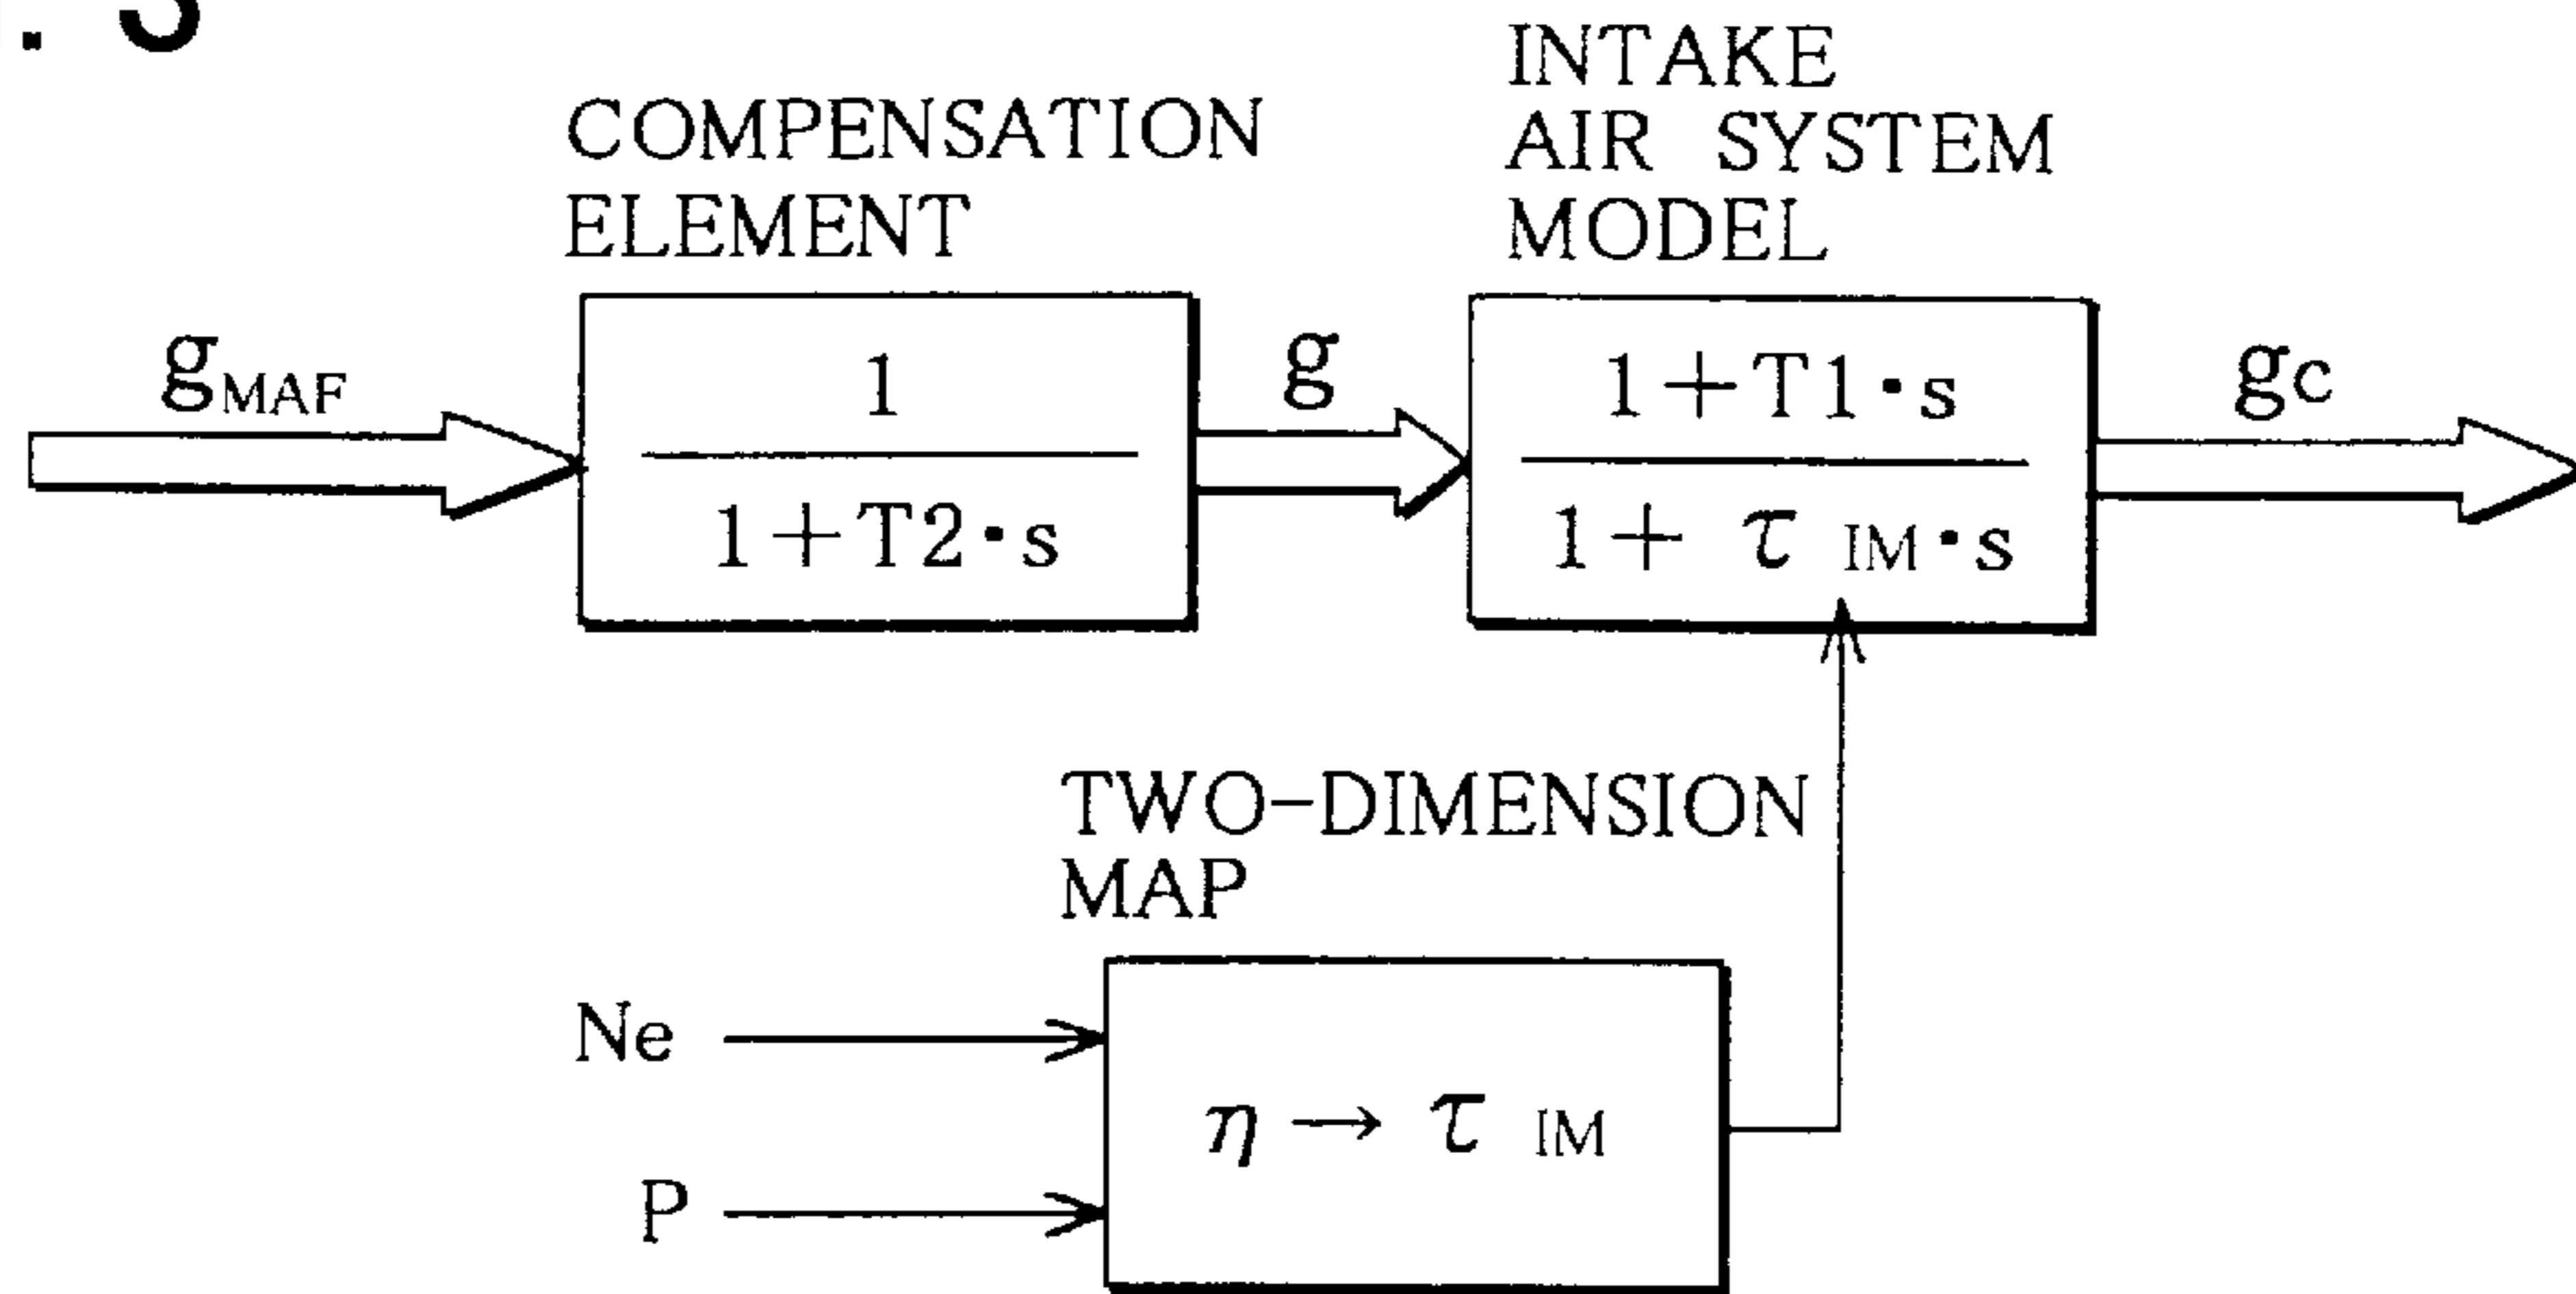 . 3
INTAKE
AIR SYSTEM
MODEL
COMPENSATION
ELEMENT
gMAF
1
1+T2·s
g
1+T1·s
1+ τ IM·s
gc
TWO-DIMENSION
MAP
Ne
P
η → τ IM